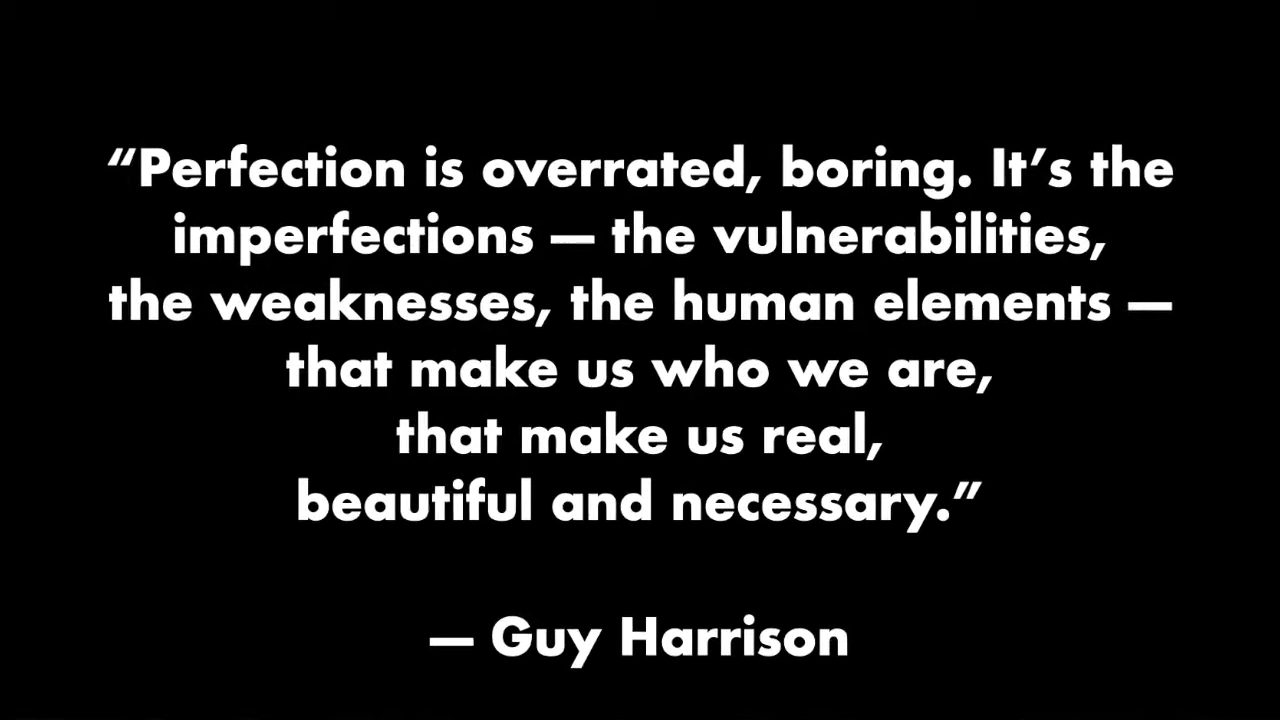 “Perfection is overrated, boring. It’s the
imperfections — the vulnerabilities,
the weaknesses, the human elements —
that make us who we are,
that make us real,
beautiful and necessary.”
— Guy Harrison